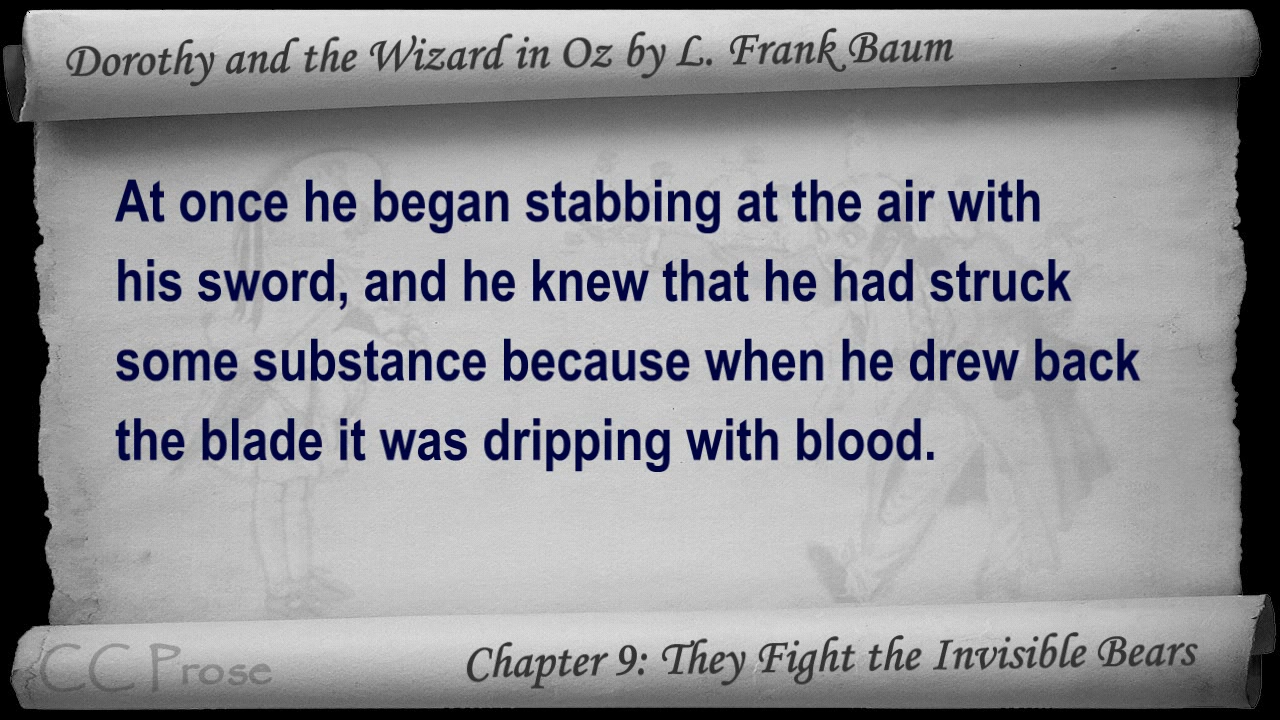 Dorothy and the Wizard in Oz by L. Frank Baum
At once he began stabbing at the air with
his sword, and he knew that he had struck
some substance because when he drew back
the blade it was dripping with blood.
CC Prose
Chapter 9: They Fight the Invisible Bears